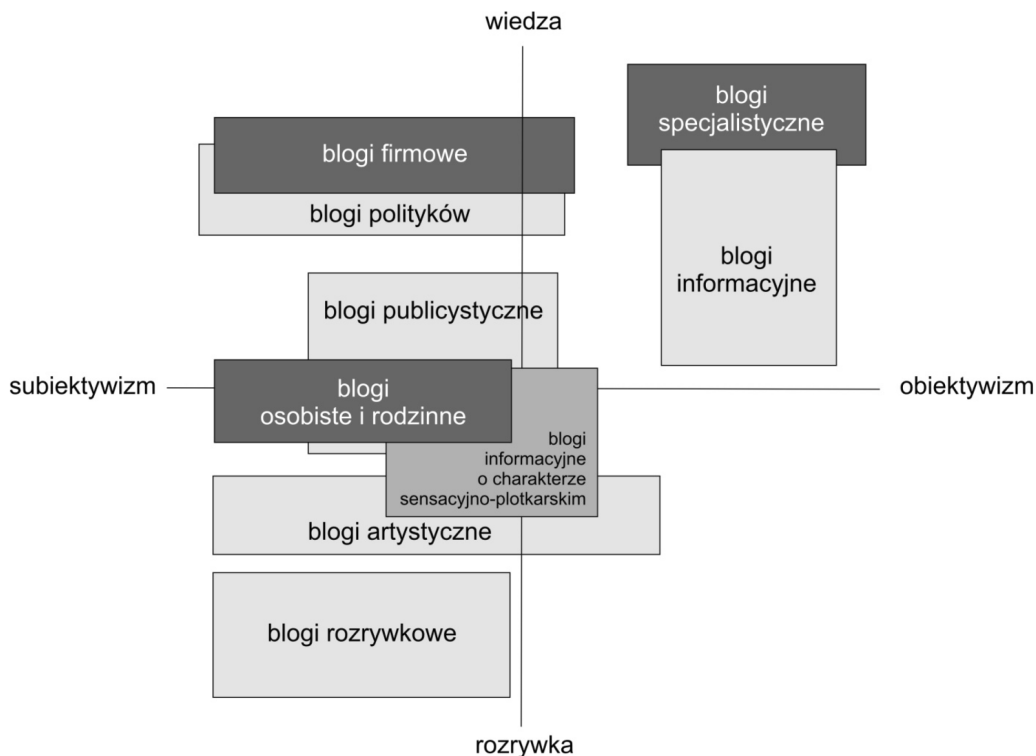 wiedza
blogi
specjalistyczne
blogi firmowe
blogi polityków
blogi
informacyjne
blogi publicystyczne
subiektywizm
obiektywizm
blogi
osobiste i rodzinne
blogi
informacyjne
o charakterze
sensacyjno-plotkarskim
blogi artystyczne
blogi rozrywkowe
rozrywka